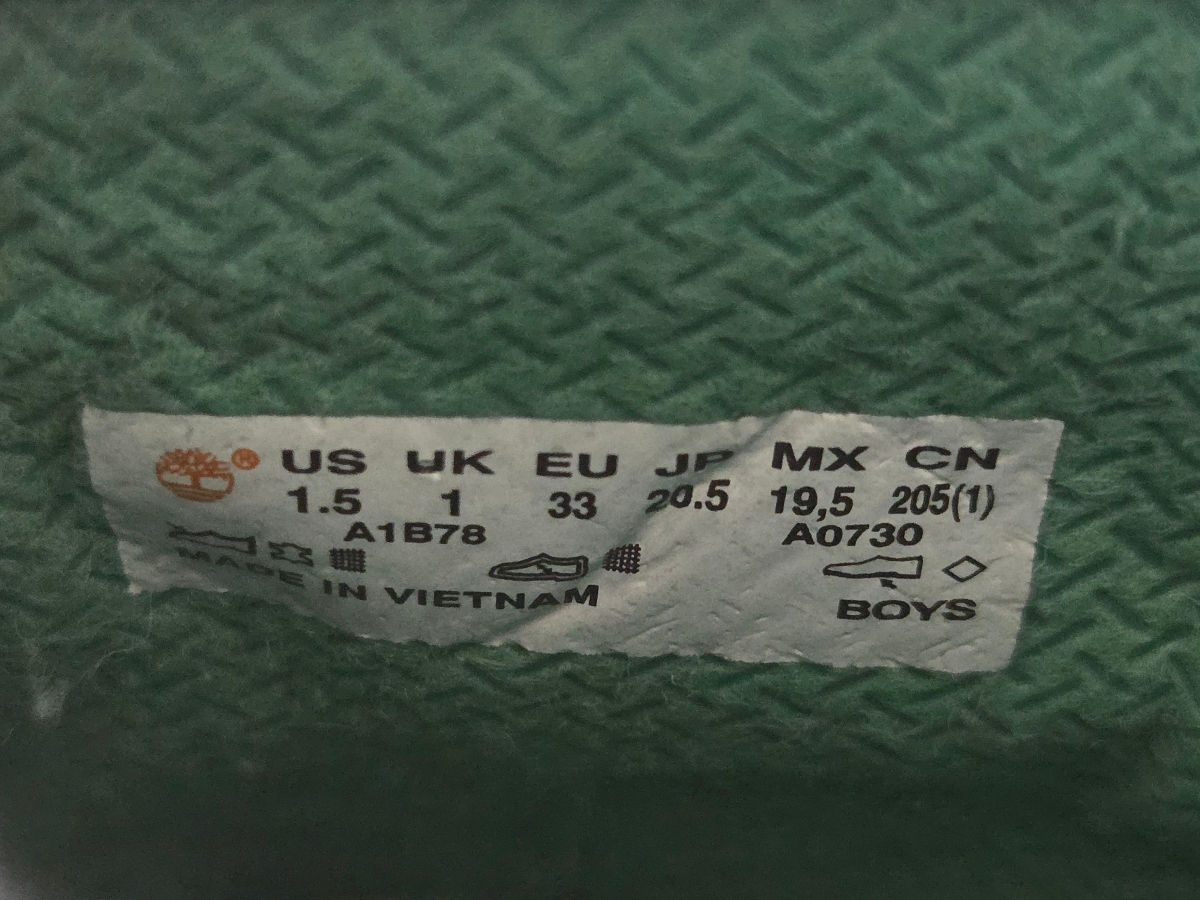 ® US UK EU JP MX CN
1.5 1 33 20.5 19,5 205(1)
A1B78 A0730
MADE IN VIETNAM BOYS